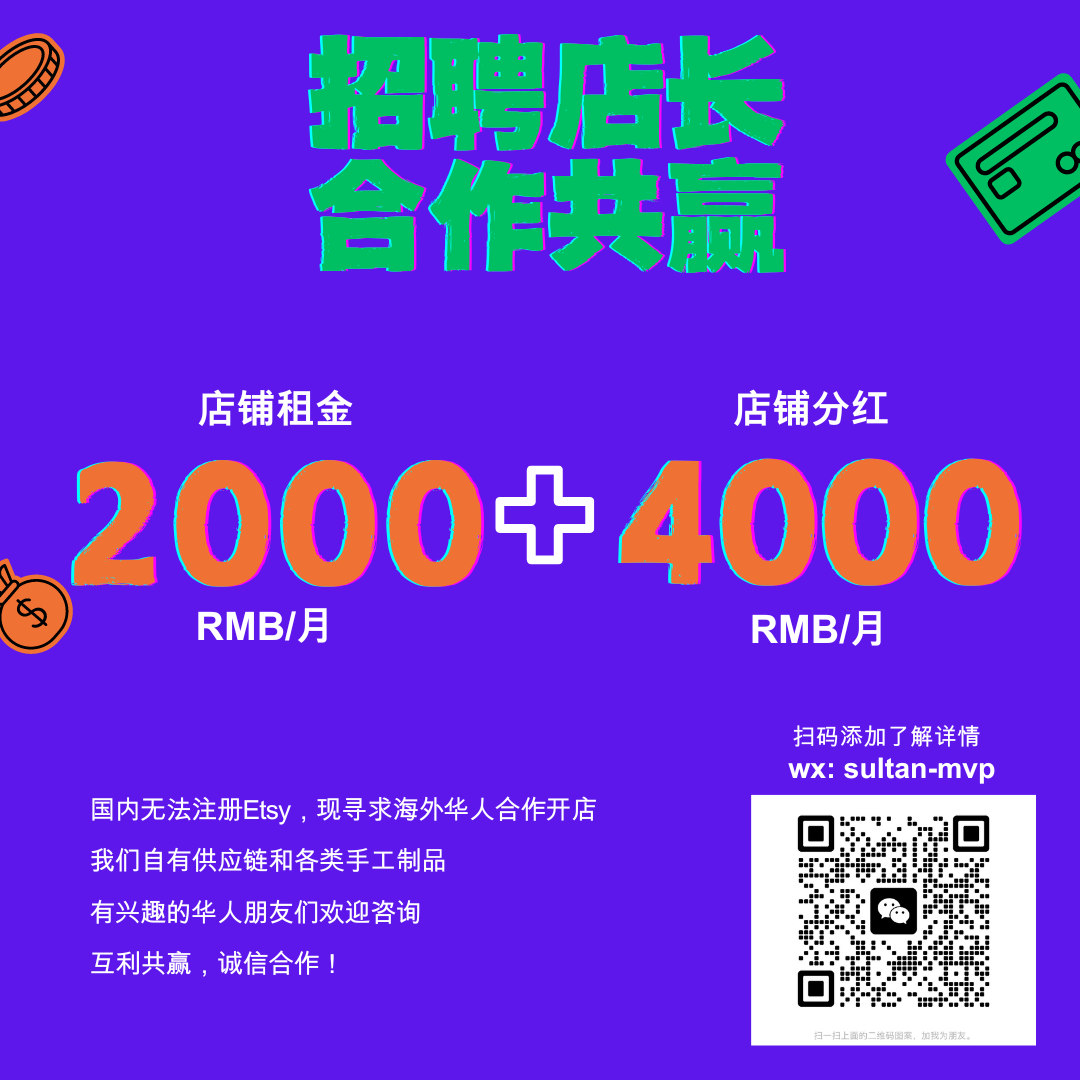 招聘店长
合作共赢
店铺租金
店铺分红
2000+4000
RMB/月
RMB/月
扫码添加了解详情
wx: sultan-mvp
国内无法注册Etsy，现寻求海外华人合作开店
我们自有供应链和各类手工制品
有兴趣的华人朋友们欢迎咨询
互利共赢，诚信合作！
扫一扫上面的二维码图案，加我为朋友。